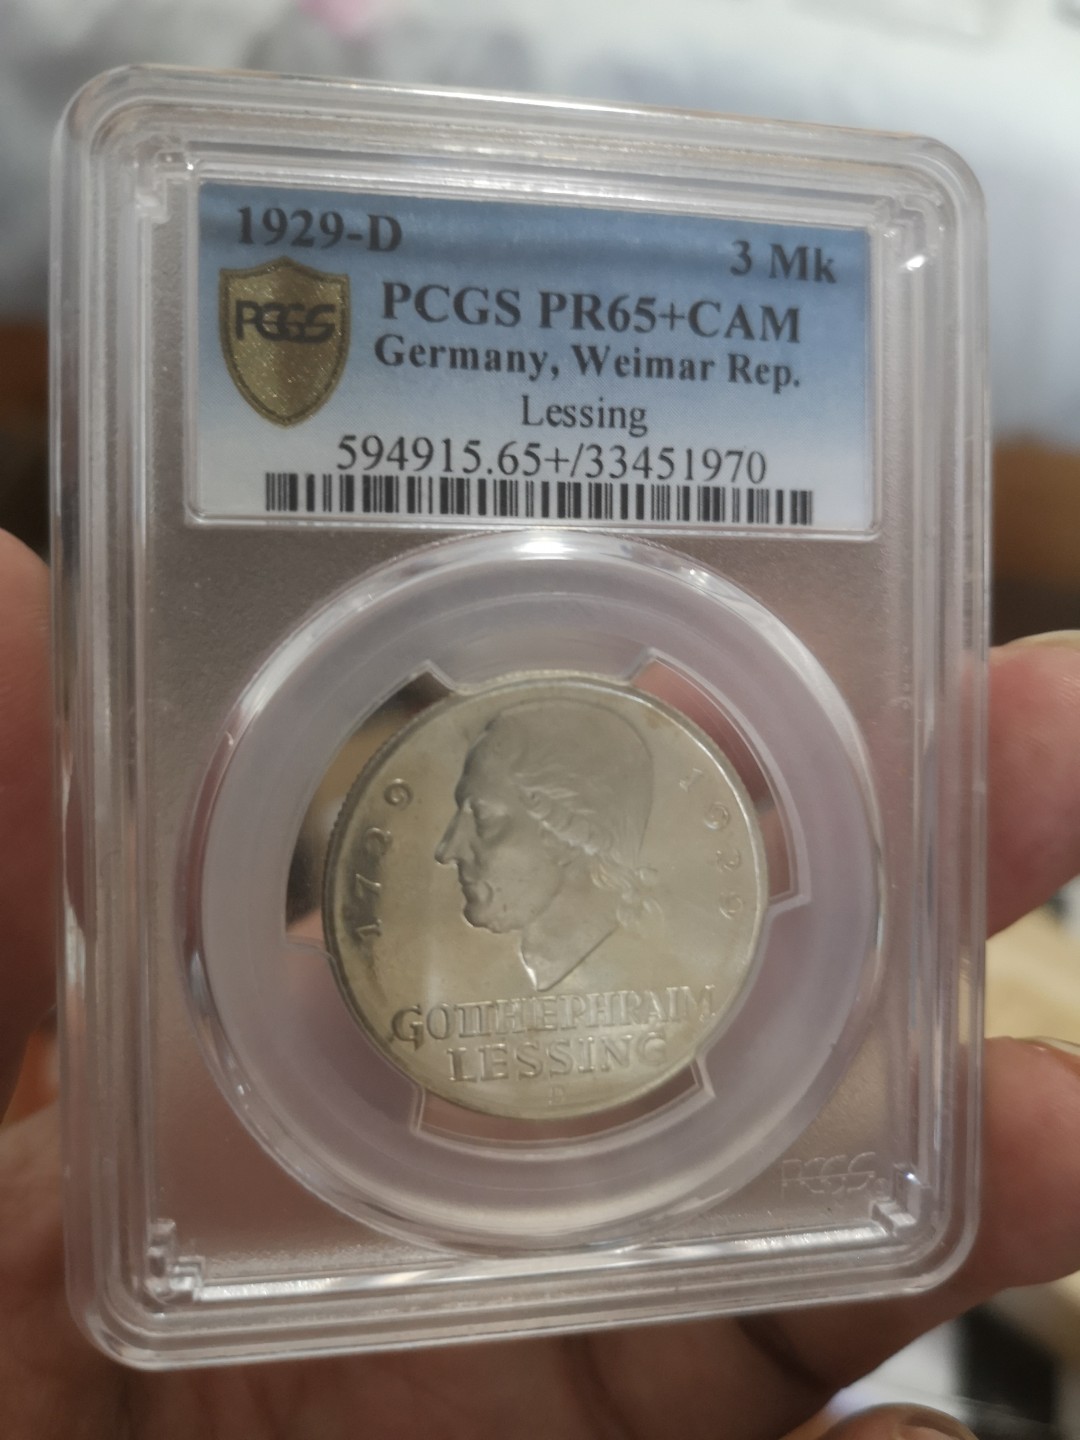 1929-D
3 Mk
PCGS
PCGS PR65+CAM
Germany, Weimar Rep.
Lessing
594915.65+/33451970
1729
1929
GOTTH EPHRAIM
LESSING
D
PCGS